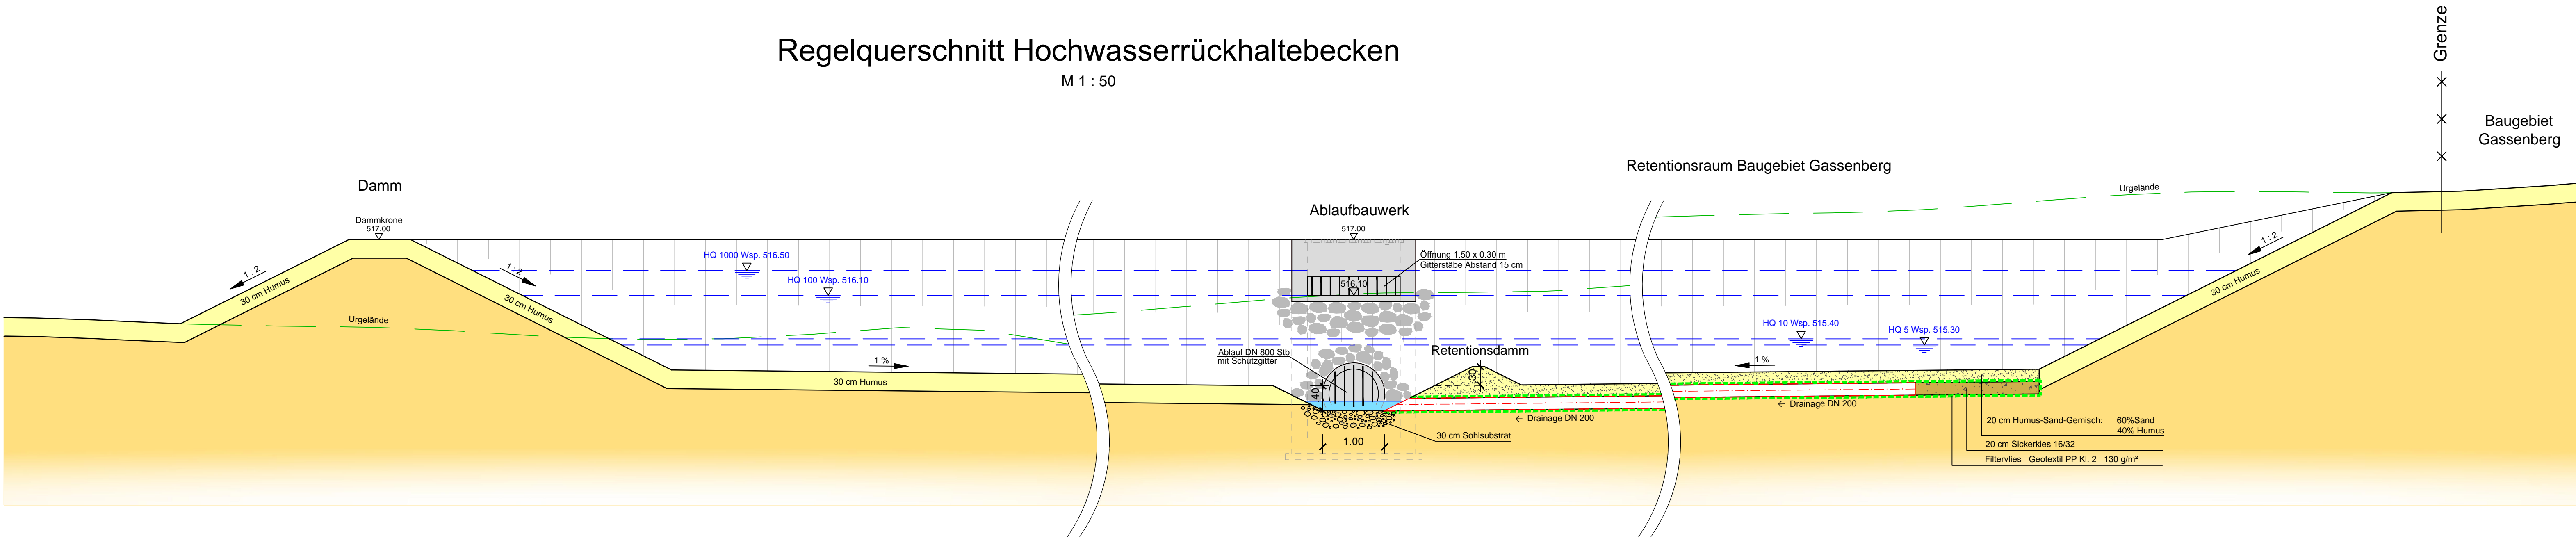 Regelquerschnitt Hochwasserrückhaltebecken
M 1 : 50
Grenze
Baugebiet
Gassenberg
Retentionsraum Baugebiet Gassenberg
Damm
Urgelände
Ablaufbauwerk
Dammkrone
517.00
517.00
HQ 1000 Wsp. 516.50
Öffnung 1.50 x 0.30 m
Gitterstäbe Abstand 15 cm
1 : 2
1 : 2
1 : 2
HQ 100 Wsp. 516.10
516.10
30 cm Humus
30 cm Humus
30 cm Humus
Urgelände
HQ 10 Wsp. 515.40
HQ 5 Wsp. 515.30
Ablauf DN 800 Stb
mit Schutzgitter
Retentionsdamm
1 %
1 %
30
40
30 cm Humus
← Drainage DN 200
← Drainage DN 200
20 cm Humus-Sand-Gemisch: 60%Sand
40% Humus
30 cm Sohlsubstrat
1.00
20 cm Sickerkies 16/32
Filtervlies Geotextil PP Kl. 2 130 g/m²